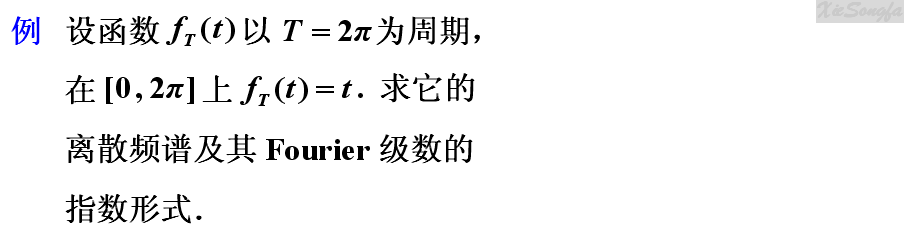 XieSongfa
例 设函数 f_T(t) 以 T = 2π 为周期，
在 [0, 2π] 上 f_T(t) = t . 求它的
离散频谱及其 Fourier 级数的
指数形式.